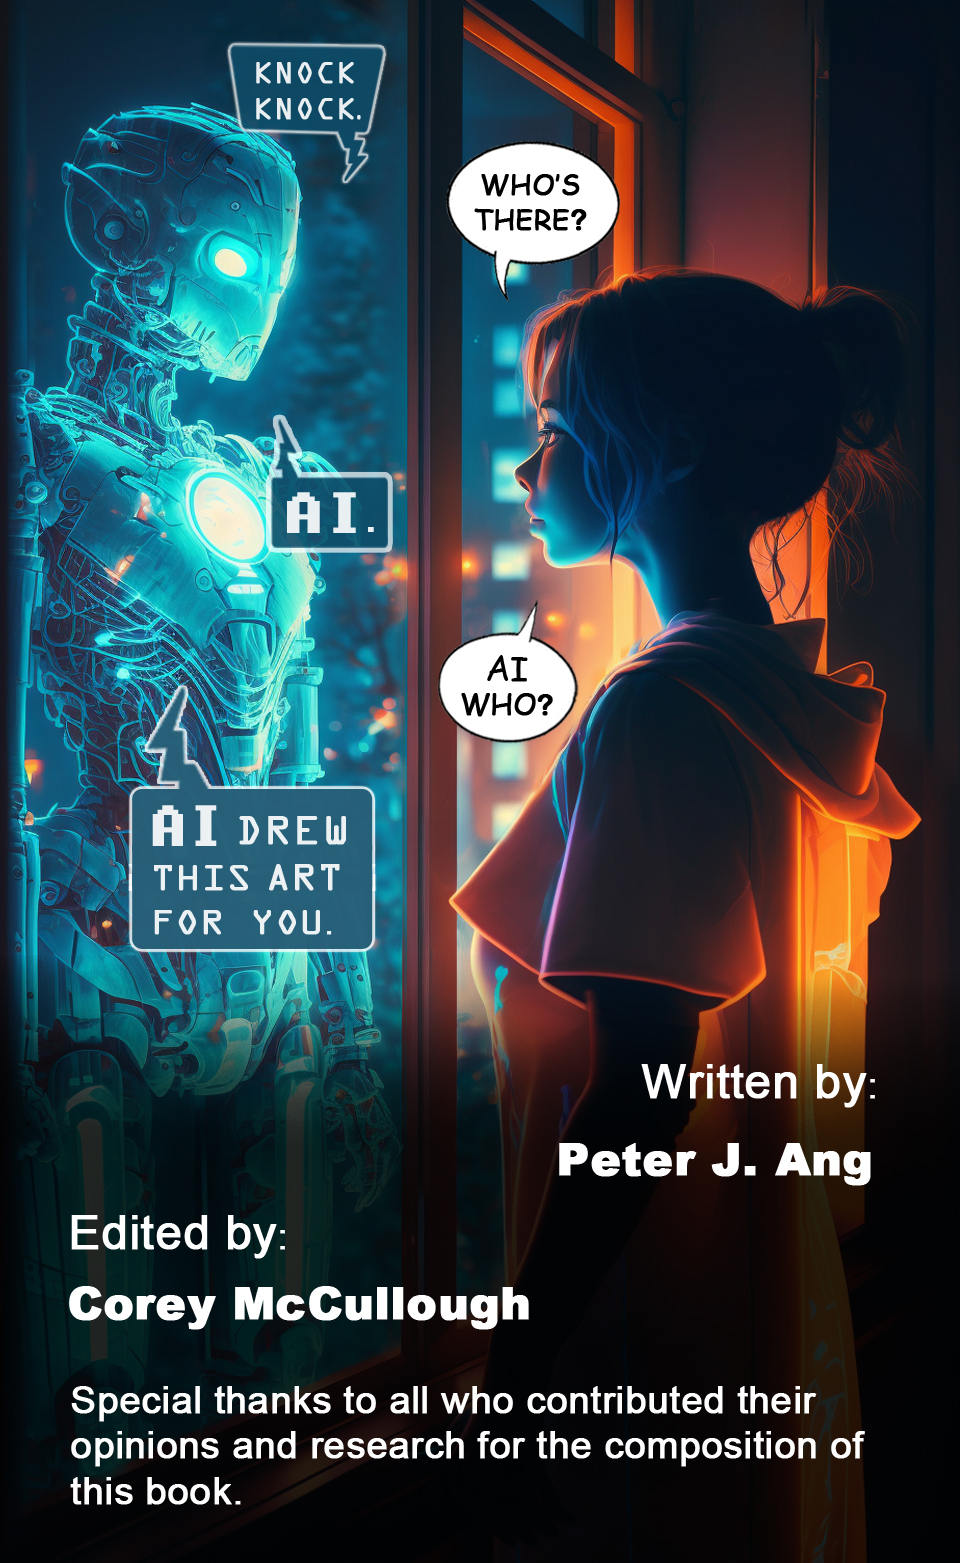 KNOCK
KNOCK.
WHO'S
THERE?
AI.
AI
WHO?
AI DREW
THIS ART
FOR YOU.
Written by:
Peter J. Ang
Edited by:
Corey McCullough
Special thanks to all who contributed their
opinions and research for the composition of
this book.